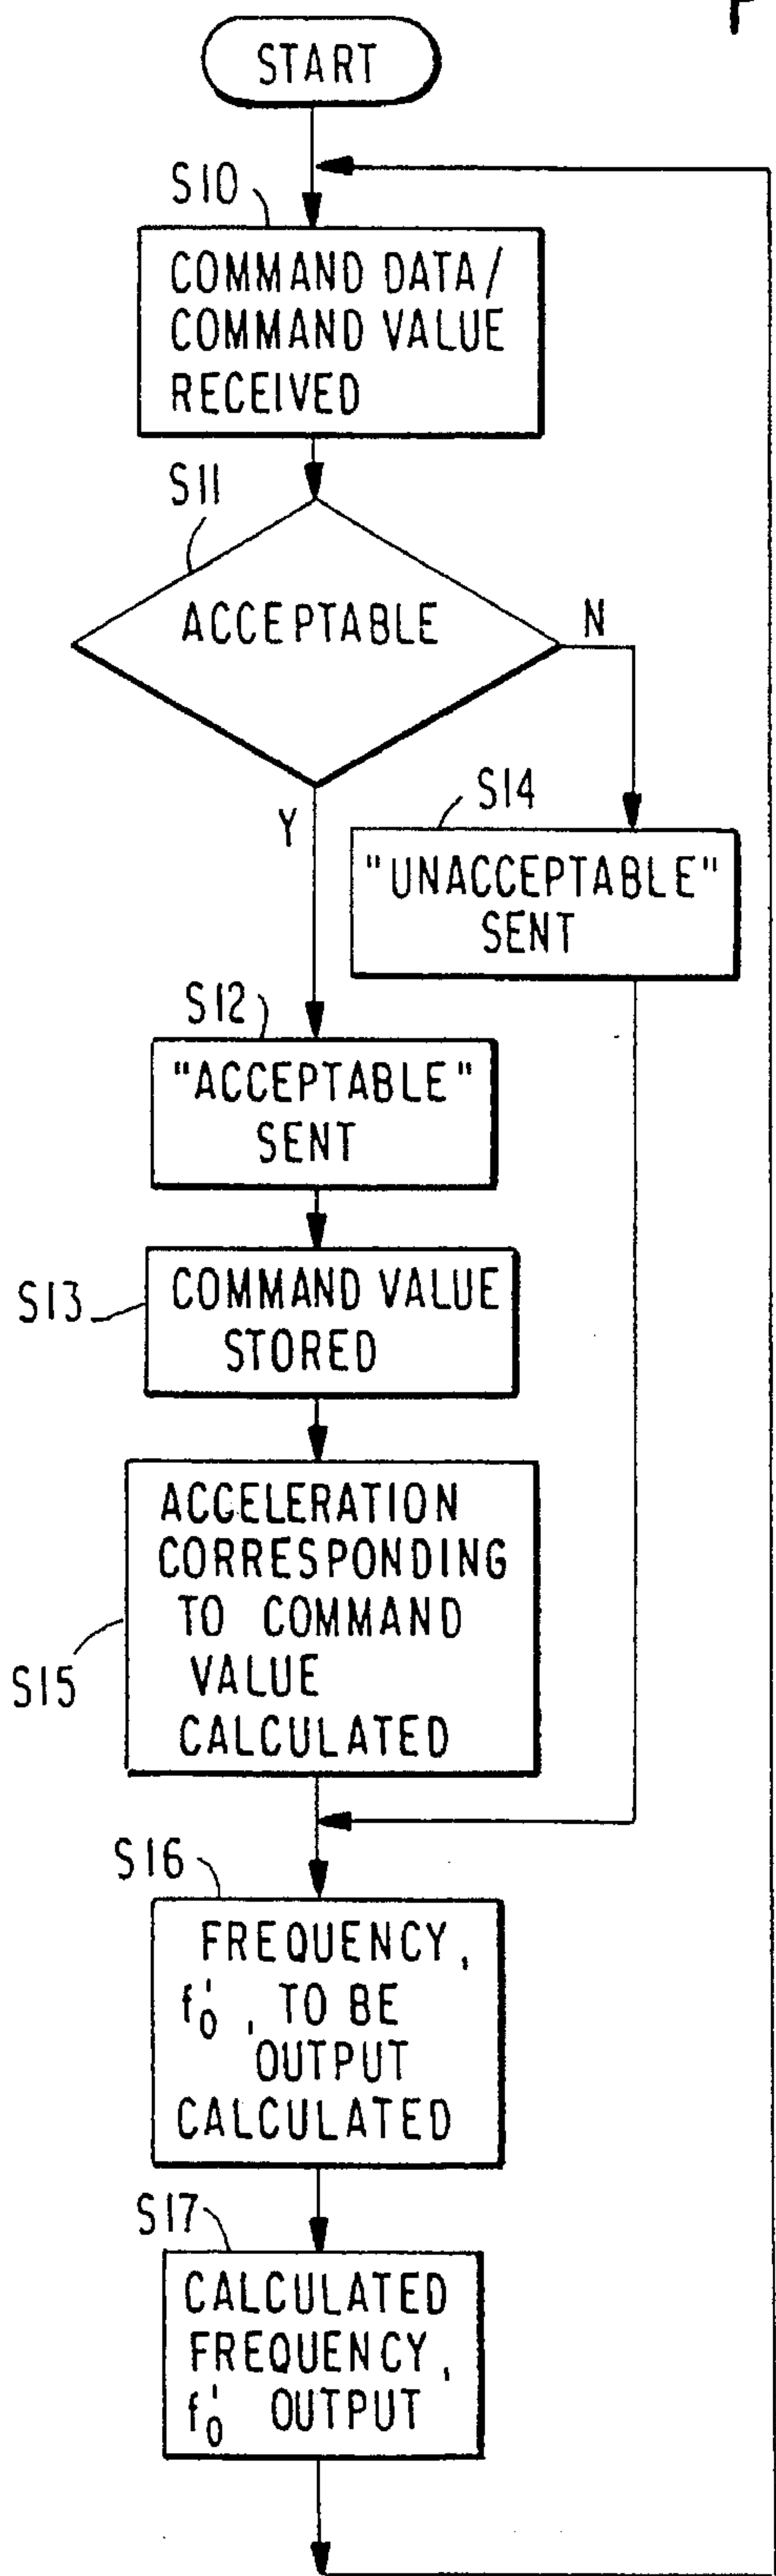 START
S10
COMMAND DATA/
COMMAND VALUE
RECEIVED
S11
ACCEPTABLE
N
Y
S14
"UNACCEPTABLE"
SENT
S12
"ACCEPTABLE"
SENT
S13
COMMAND VALUE
STORED
ACCELERATION
CORRESPONDING
TO COMMAND
VALUE
CALCULATED
S15
S16
FREQUENCY,
f0', TO BE
OUTPUT
CALCULATED
S17
CALCULATED
FREQUENCY,
f0' OUTPUT